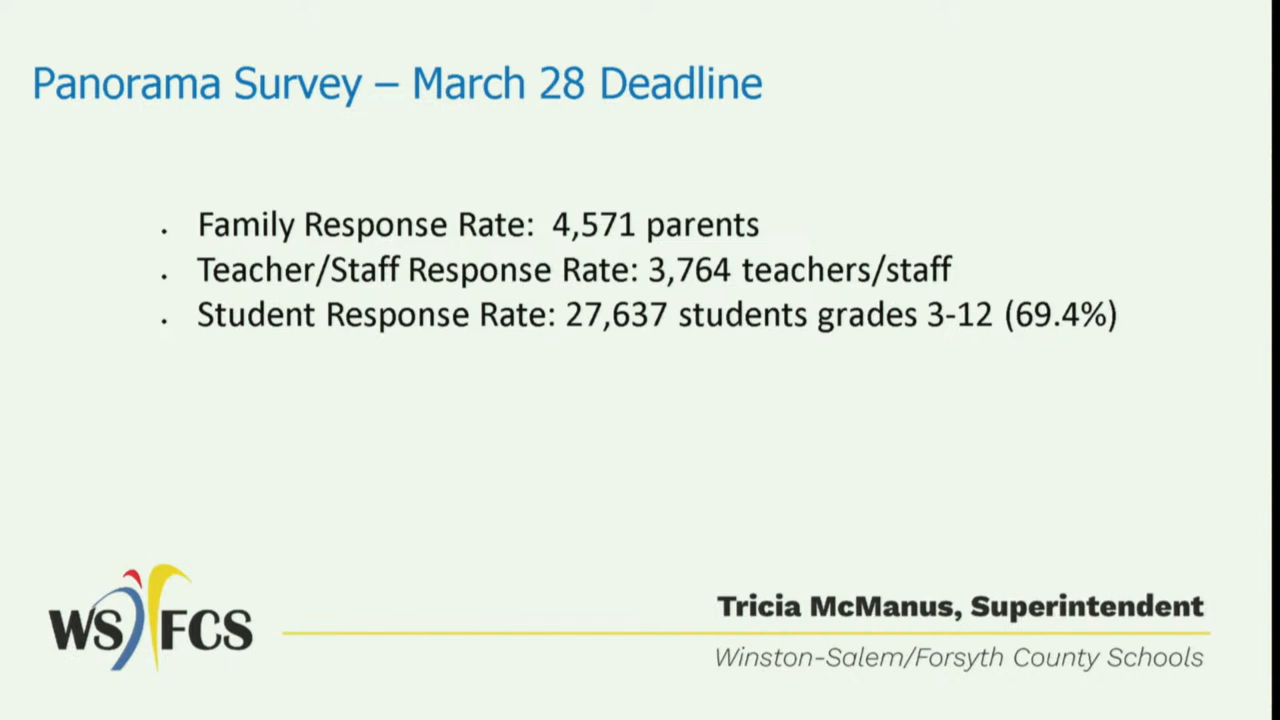 Panorama Survey – March 28 Deadline
. Family Response Rate:  4,571 parents
. Teacher/Staff Response Rate: 3,764 teachers/staff
. Student Response Rate: 27,637 students grades 3-12 (69.4%)
WS/FCS
Tricia McManus, Superintendent
Winston-Salem/Forsyth County Schools